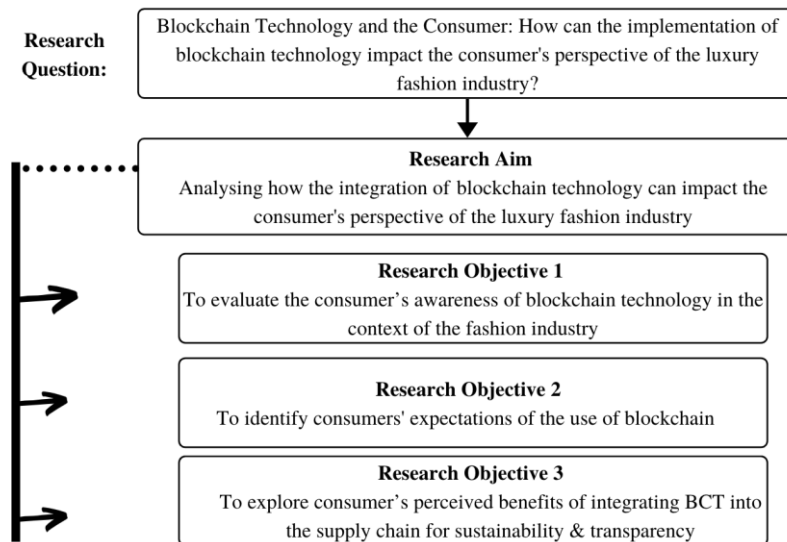 Research
Question:
Blockchain Technology and the Consumer: How can the implementation of
blockchain technology impact the consumer's perspective of the luxury
fashion industry?
Research Aim
Analysing how the integration of blockchain technology can impact the
consumer's perspective of the luxury fashion industry
Research Objective 1
To evaluate the consumer’s awareness of blockchain technology in the
context of the fashion industry
Research Objective 2
To identify consumers' expectations of the use of blockchain
Research Objective 3
To explore consumer’s perceived benefits of integrating BCT into
the supply chain for sustainability & transparency